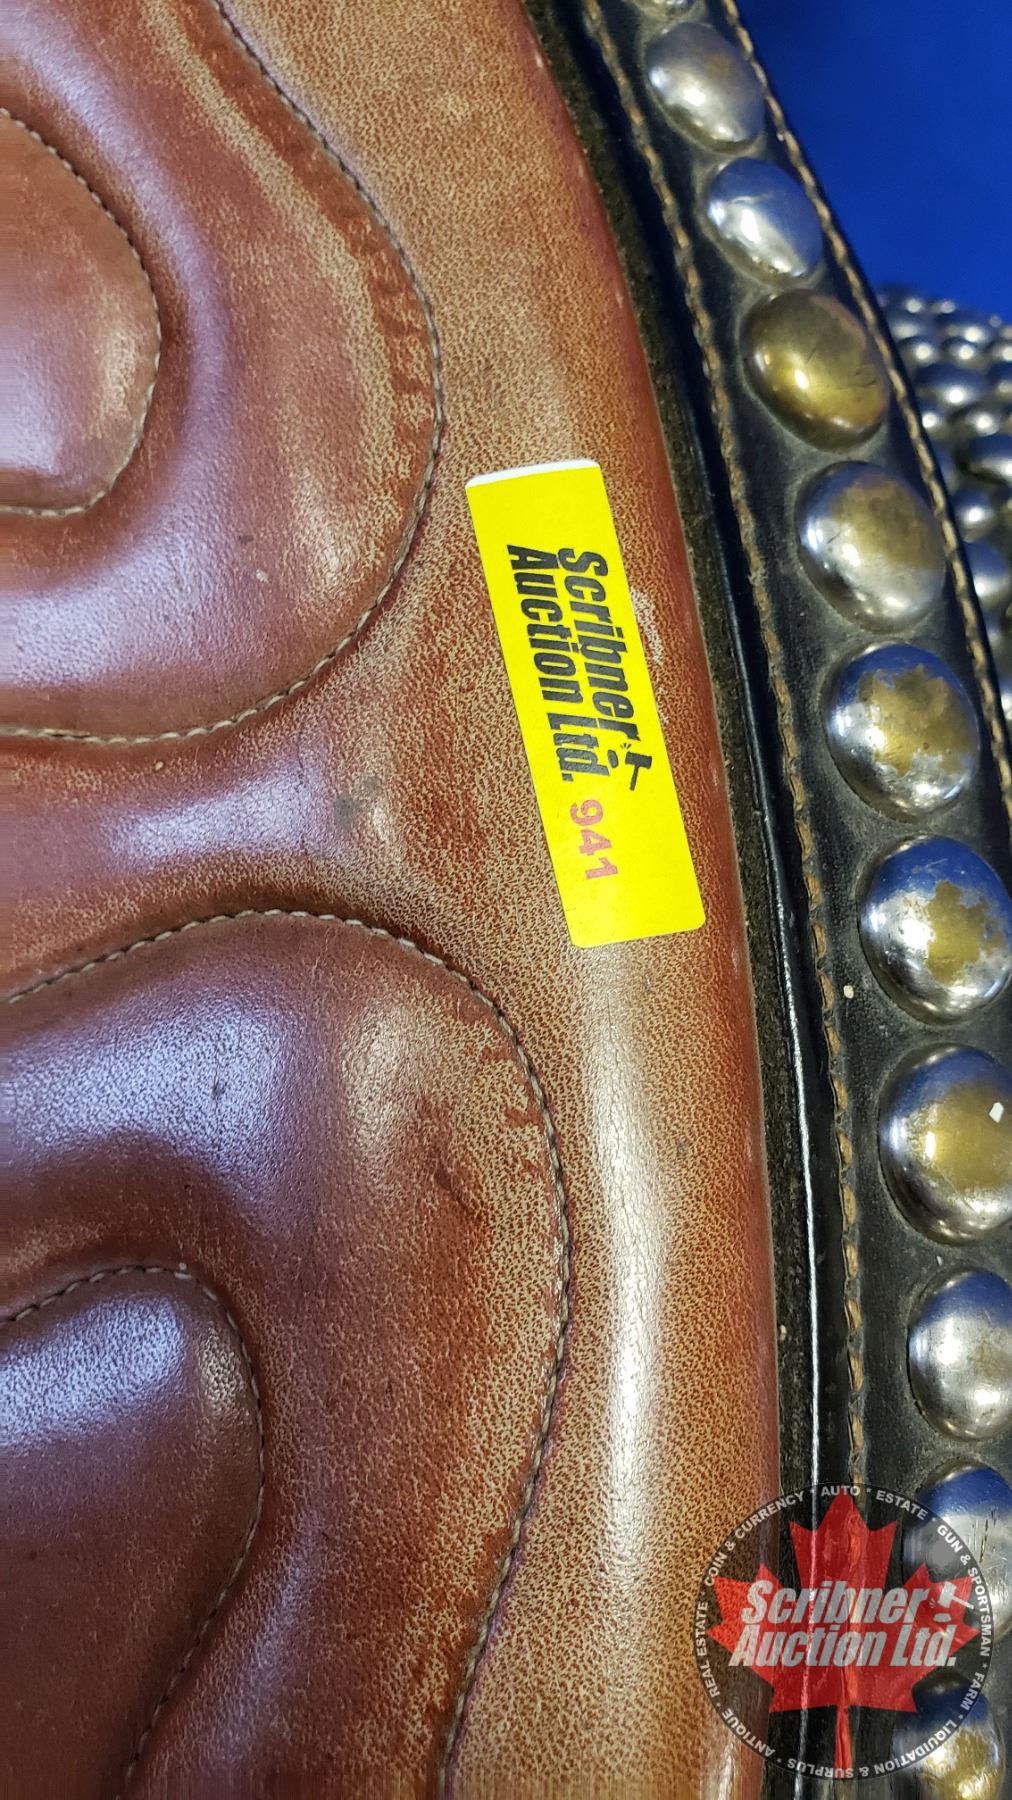 Scribner
Auction Ltd.
941
COIN & CURRENCY * AUTO * ESTATE * GUN & SPORTSMAN * FARM * LIQUIDATION & SURPLUS * ANTIQUE * REAL ESTATE *
Scribner
Auction Ltd.